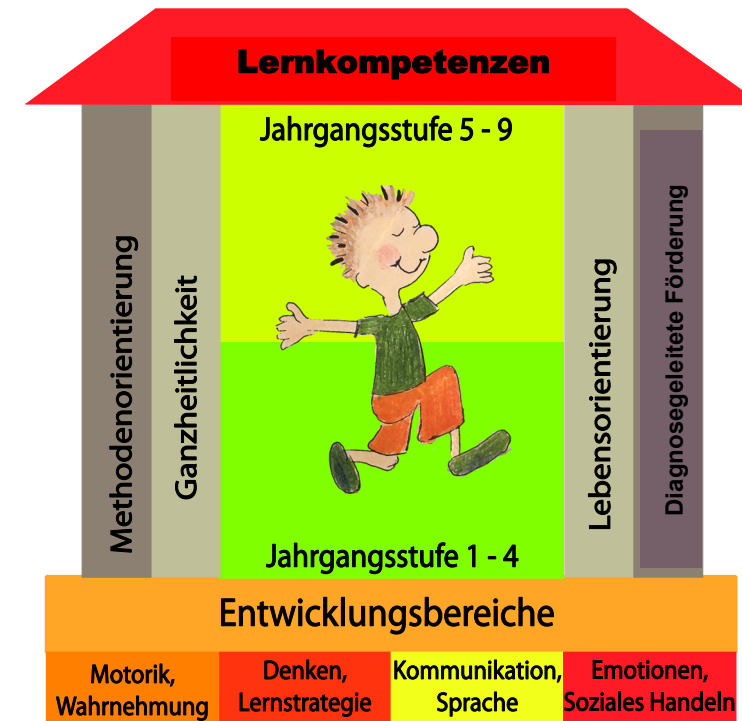 Lernkompetenzen
Jahrgangsstufe 5 - 9
Methodenorientierung
Ganzheitlichkeit
Lebensorientierung
Diagnosegeleitete Förderung
Jahrgangsstufe 1 - 4
Entwicklungsbereiche
Motorik,
Wahrnehmung
Denken,
Lernstrategie
Kommunikation,
Sprache
Emotionen,
Soziales Handeln